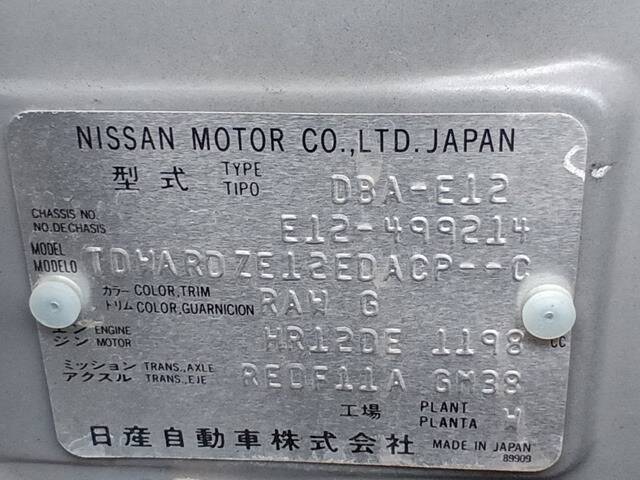 NISSAN MOTOR CO.,LTD. JAPAN
型式 TYPE TIPO DBA-E12
CHASSIS NO. NO. DE CHASIS E12-499214
MODEL MODELO TDWARDZE12EDACP--C
カラー COLOR,TRIM
トリム COLOR,GUARNICION RAW G
エン ENGINE
ジン MOTOR HR12DE 1198 CC
ミッション TRANS.,AXLE
アクスル TRANS.,EJE RE0F11A GM38
工場 PLANT PLANTA W
日産自動車株式会社 MADE IN JAPAN
89909